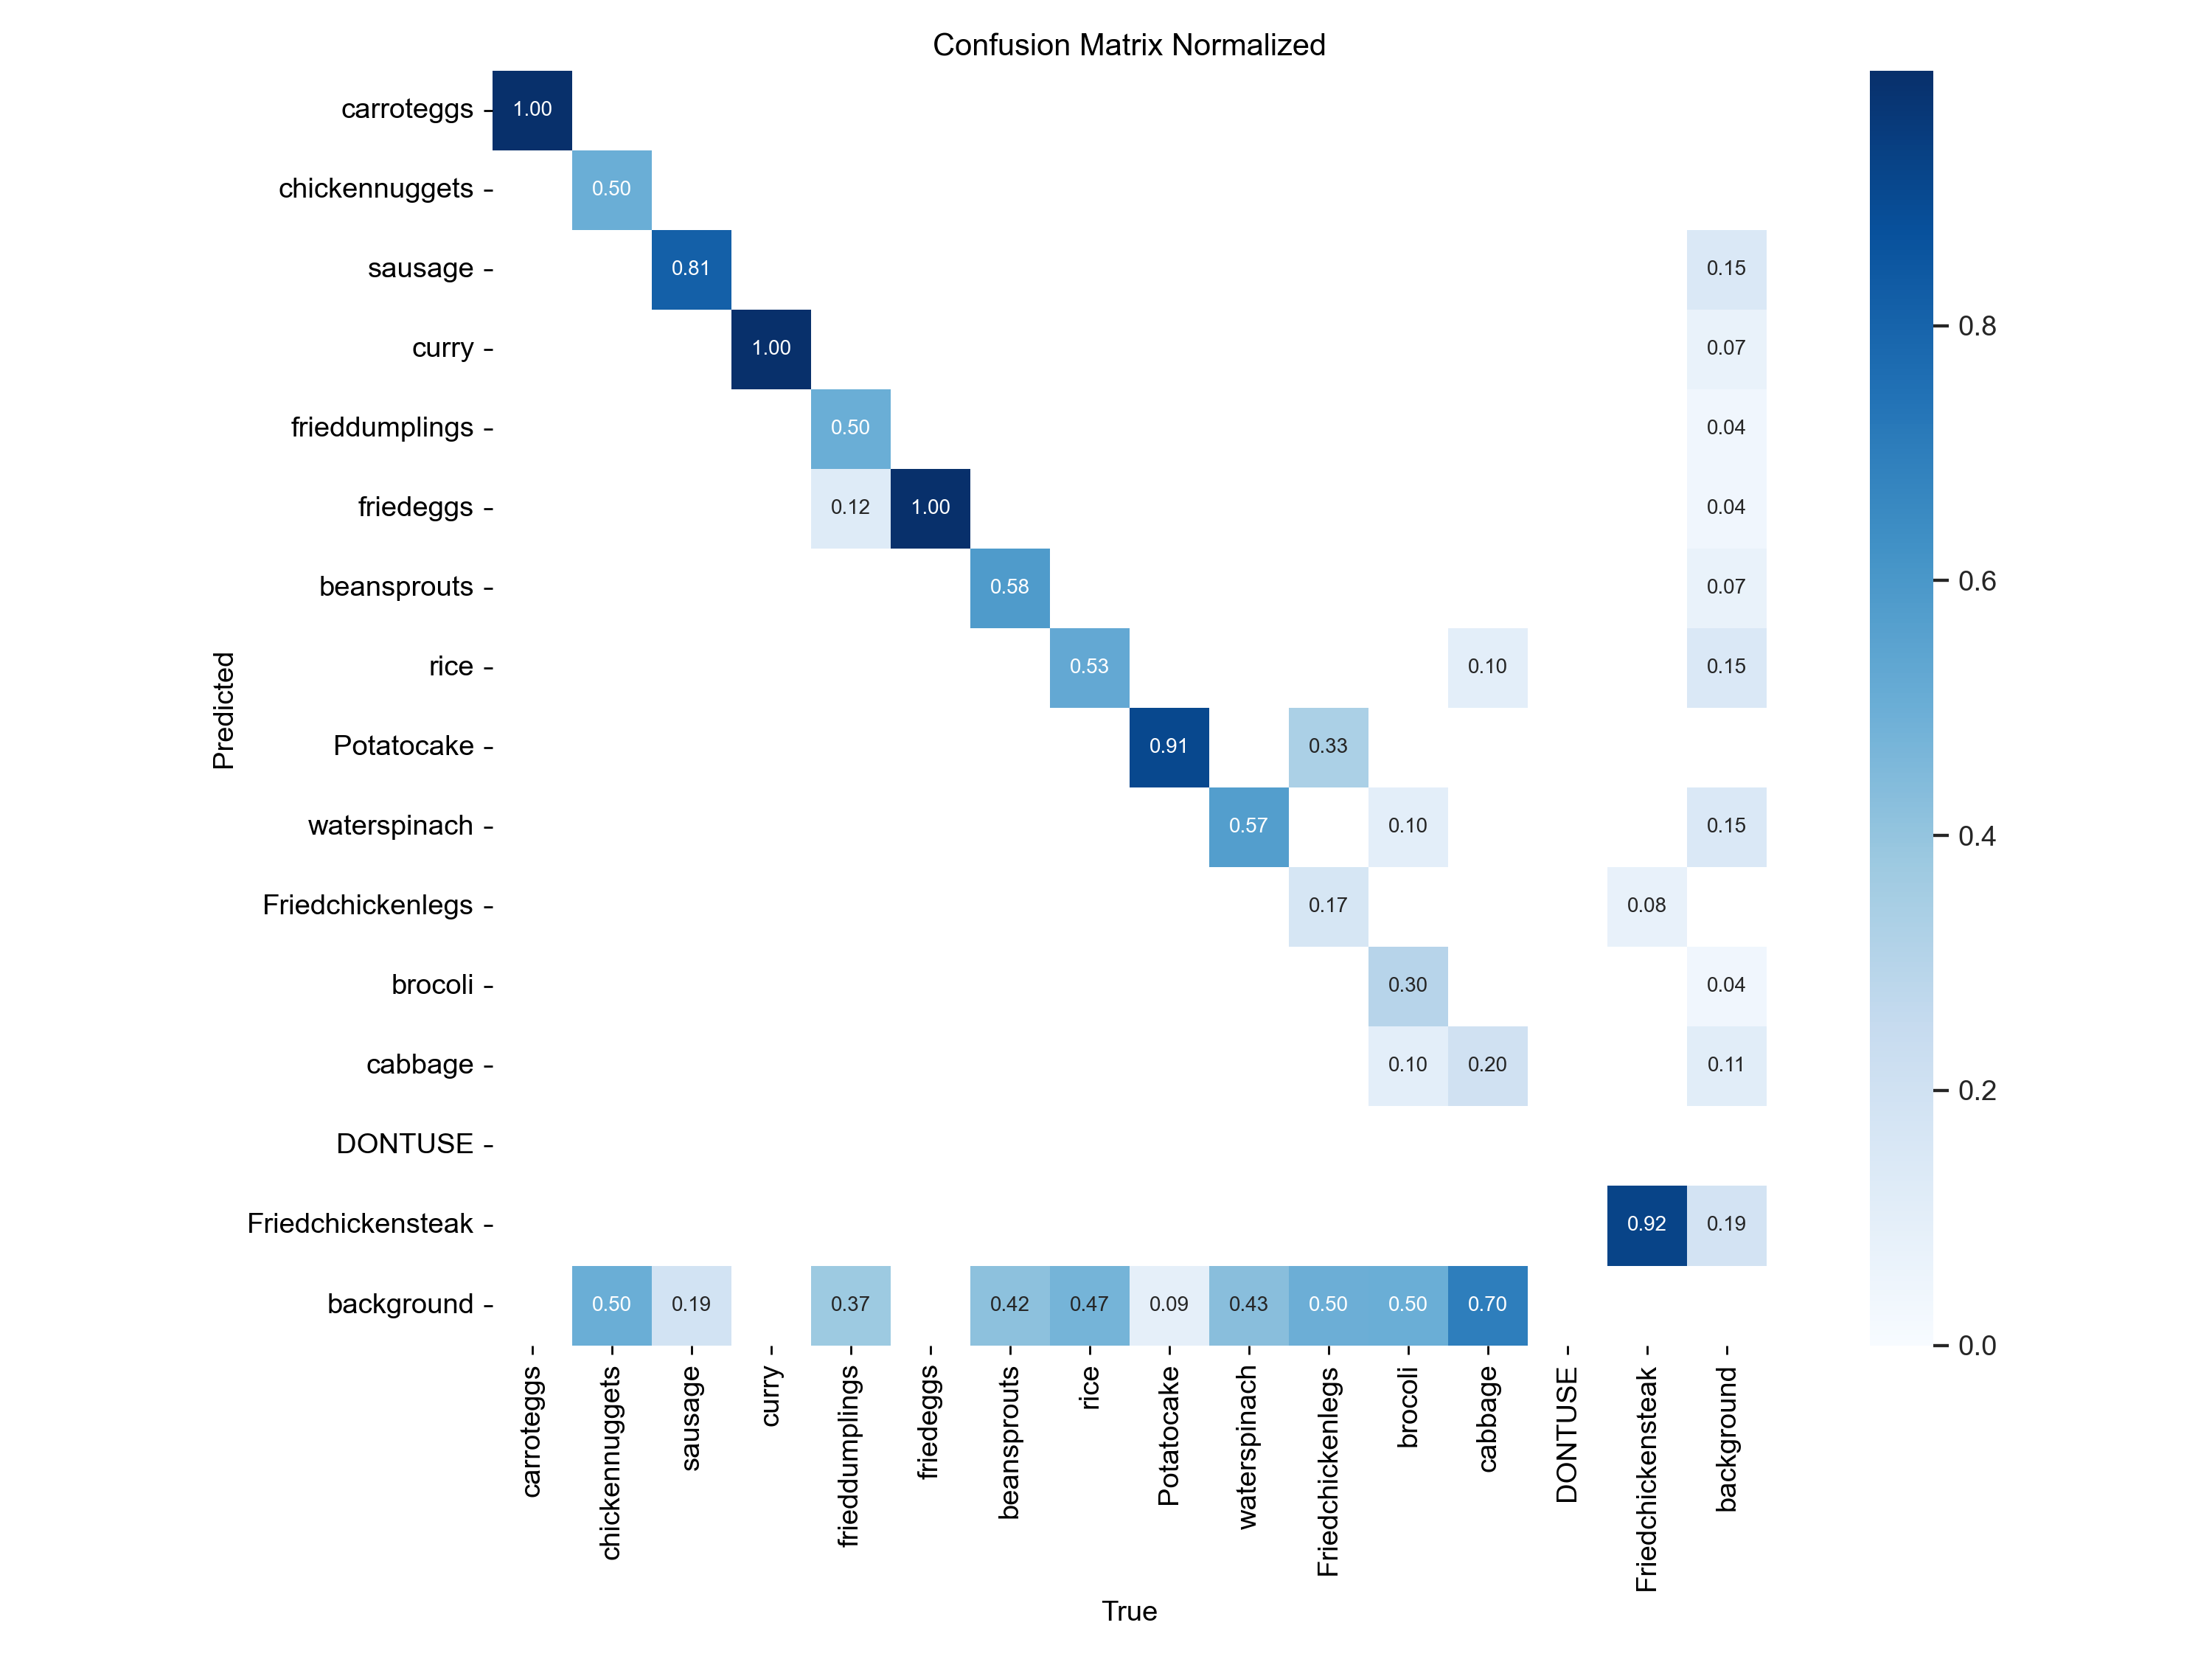 Confusion Matrix Normalized
carroteggs 1.00
chickennuggets 0.50
sausage 0.81 0.15
0.8
curry 1.00 0.07
frieddumplings 0.50 0.04
friedeggs 0.12 1.00 0.04
0.6
beansprouts 0.58 0.07
Predicted
rice 0.53 0.10 0.15
Potatocake 0.91 0.33
waterspinach 0.57 0.10 0.15
0.4
Friedchickenlegs 0.17 0.08
brocoli 0.30 0.04
cabbage 0.10 0.20 0.11
0.2
DONTUSE
Friedchickensteak 0.92 0.19
background 0.50 0.19 0.37 0.42 0.47 0.09 0.43 0.50 0.50 0.70
0.0
carroteggs
chickennuggets
sausage
curry
frieddumplings
friedeggs
beansprouts
rice
Potatocake
waterspinach
Friedchickenlegs
brocoli
cabbage
DONTUSE
Friedchickensteak
background
True